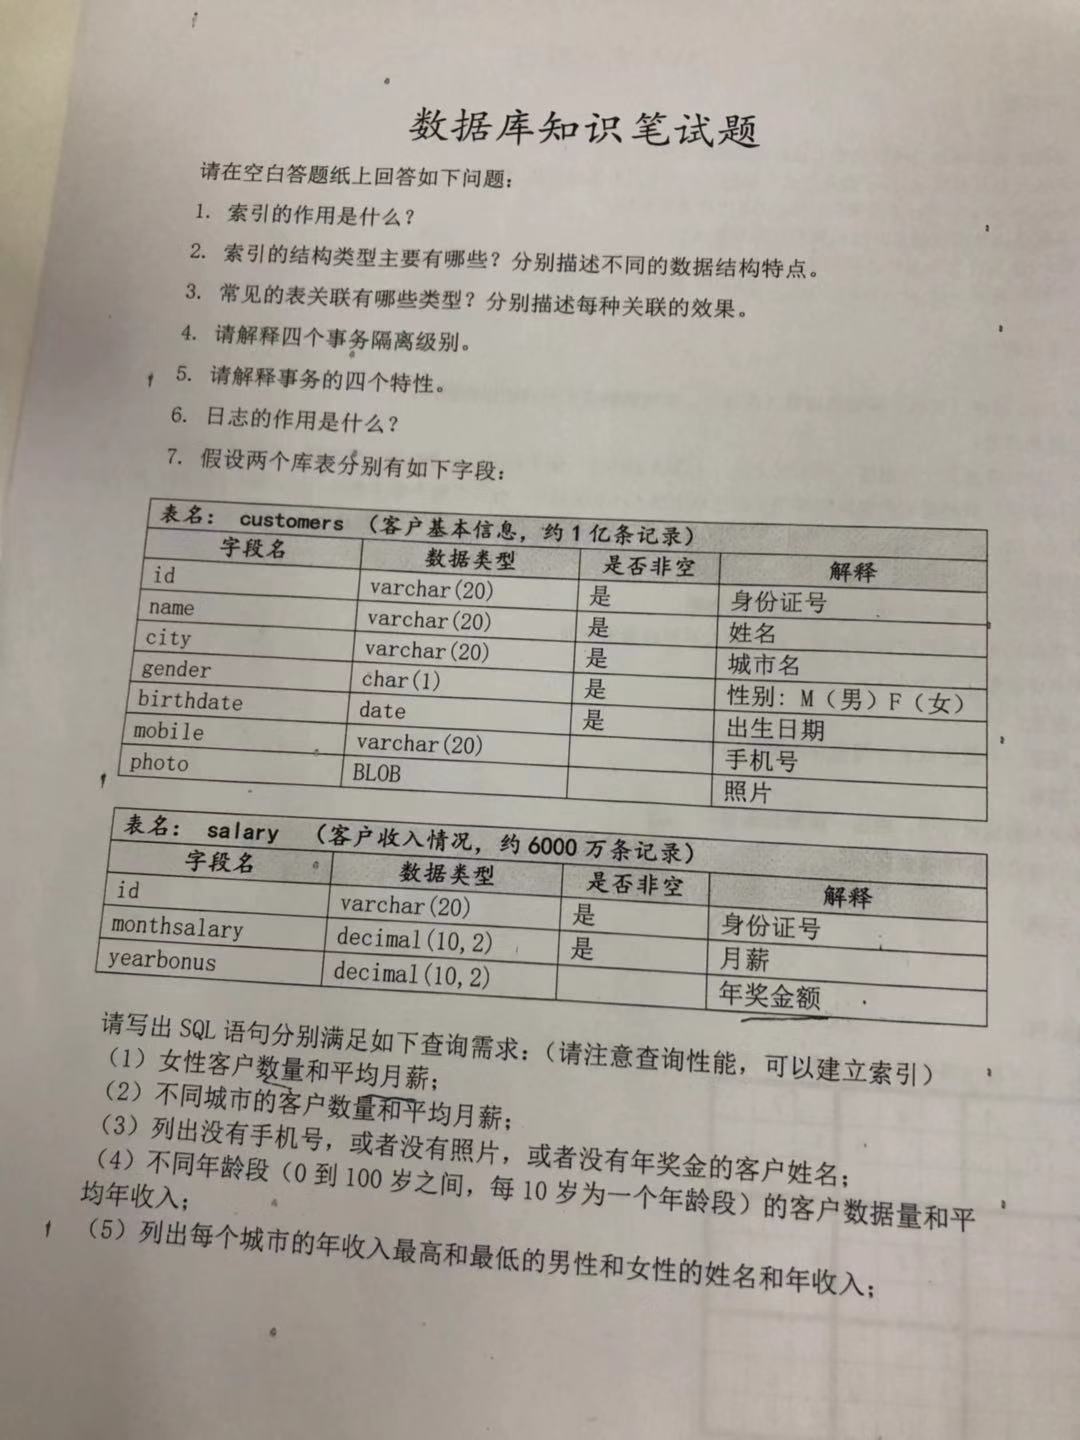 数据库知识笔试题
请在空白答题纸上回答如下问题：
1. 索引的作用是什么？
2. 索引的结构类型主要有哪些？分别描述不同的数据结构特点。
3. 常见的表关联有哪些类型？分别描述每种关联的效果。
4. 请解释四个事务隔离级别。
5. 请解释事务的四个特性。
6. 日志的作用是什么？
7. 假设两个库表分别有如下字段：
表名： customers （客户基本信息，约1亿条记录）
字段名 数据类型 是否非空 解释
id varchar(20) 是 身份证号
name varchar(20) 是 姓名
city varchar(20) 是 城市名
gender char(1) 是 性别：M（男）F（女）
birthdate date 是 出生日期
mobile varchar(20) 手机号
photo BLOB 照片
表名： salary （客户收入情况，约6000万条记录）
字段名 数据类型 是否非空 解释
id varchar(20) 是 身份证号
monthsalary decimal(10,2) 是 月薪
yearbonus decimal(10,2) 年奖金额
请写出SQL语句分别满足如下查询需求：（请注意查询性能，可以建立索引）
（1）女性客户数量和平均月薪；
（2）不同城市的客户数量和平均月薪；
（3）列出没有手机号，或者没有照片，或者没有年奖金的客户姓名；
（4）不同年龄段（0到100岁之间，每10岁为一个年龄段）的客户数据量和平
均年收入；
（5）列出每个城市的年收入最高和最低的男性和女性的姓名和年收入；